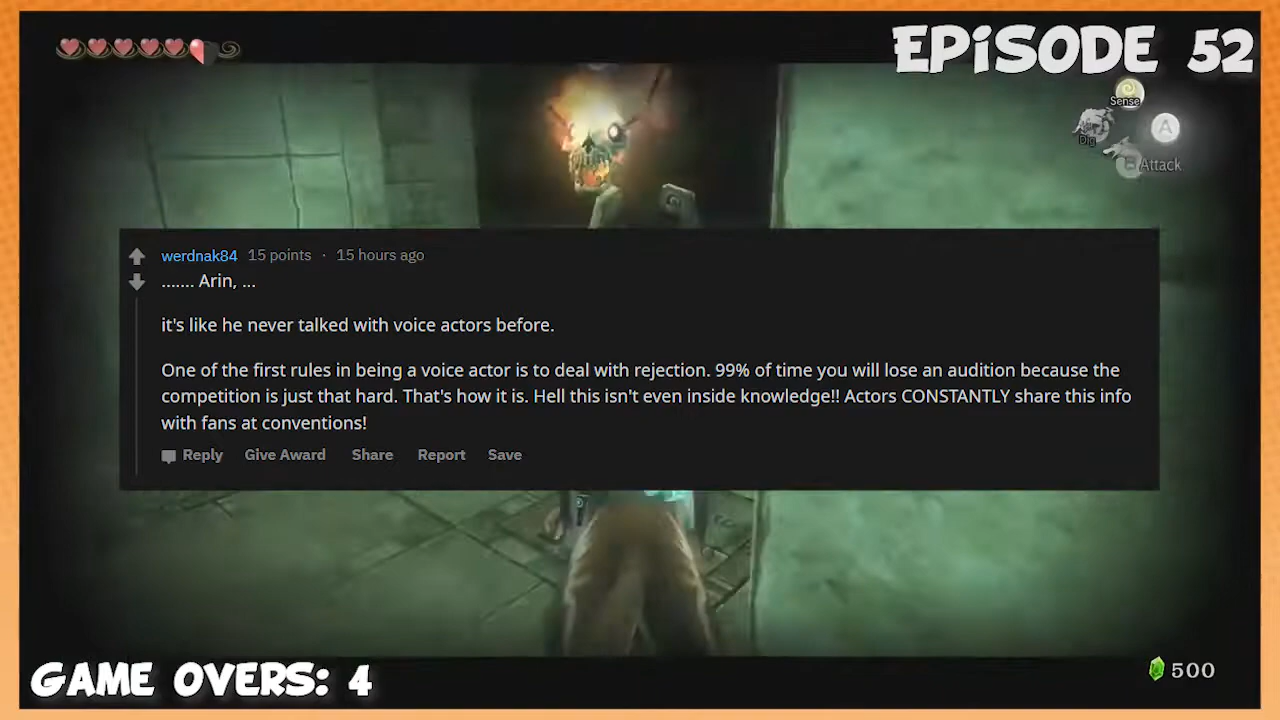 EPISODE 52
Sense
A
Dig
B Attack
werdnak84 15 points · 15 hours ago
....... Arin, ...
it's like he never talked with voice actors before.
One of the first rules in being a voice actor is to deal with rejection. 99% of time you will lose an audition because the
competition is just that hard. That's how it is. Hell this isn't even inside knowledge!! Actors CONSTANTLY share this info
with fans at conventions!
Reply Give Award Share Report Save
GAME OVERS: 4
500